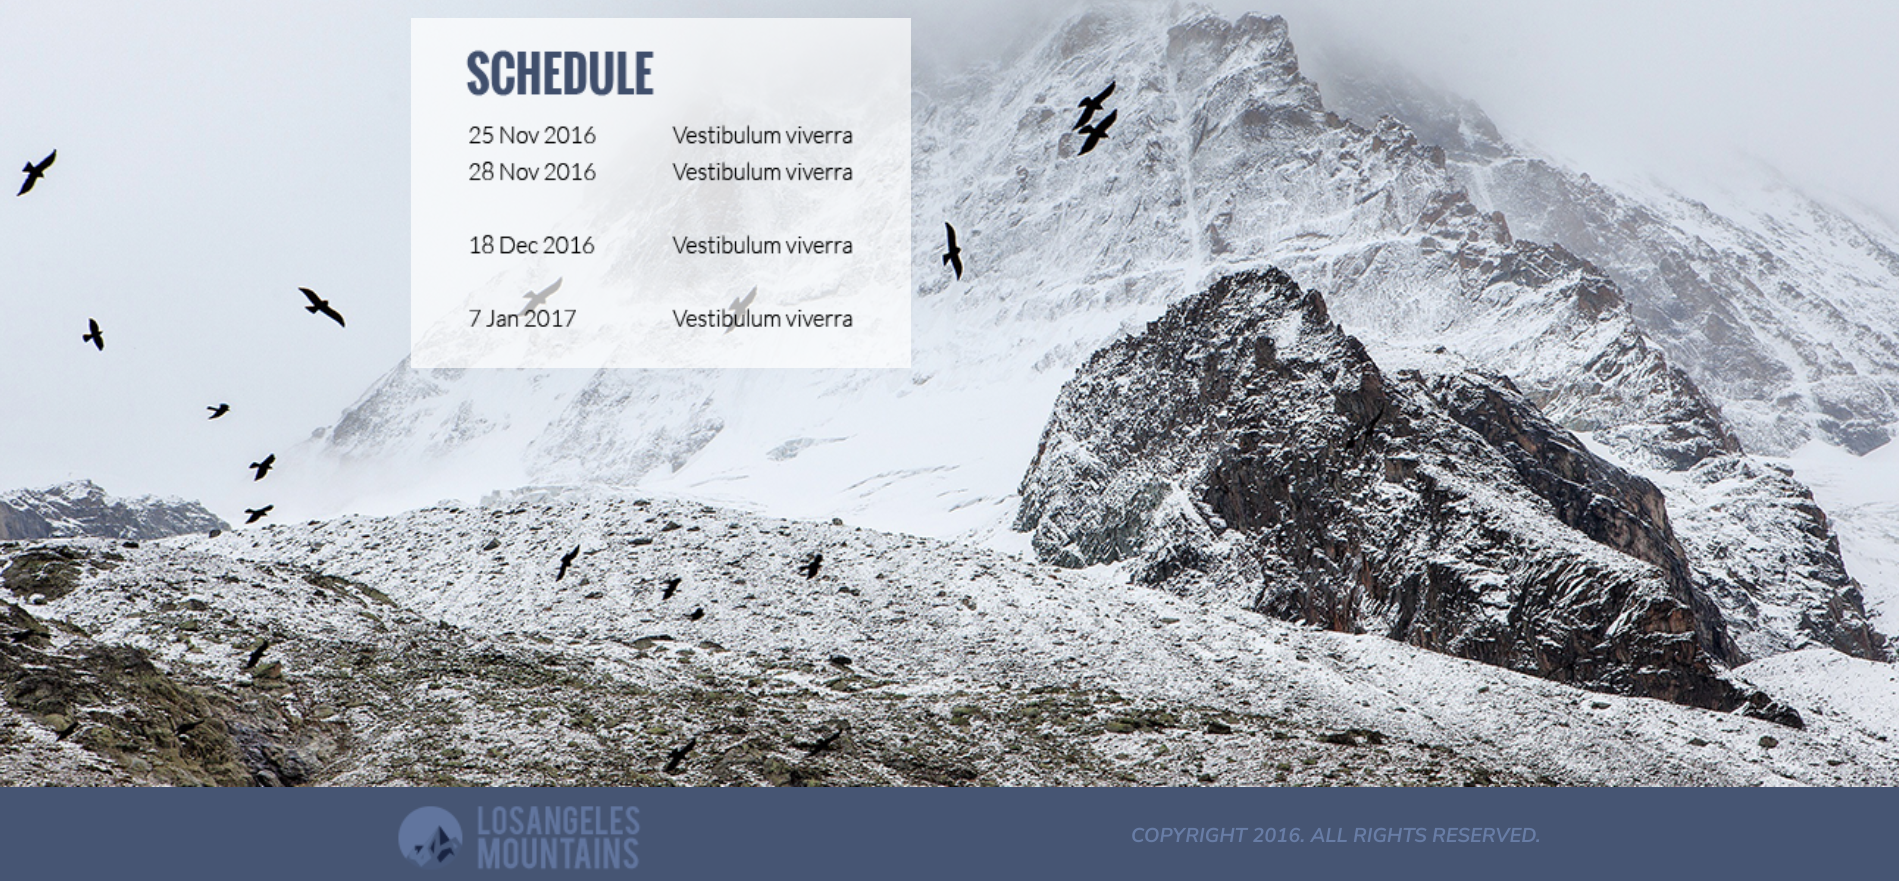 SCHEDULE
25 Nov 2016 Vestibulum viverra
28 Nov 2016 Vestibulum viverra
18 Dec 2016 Vestibulum viverra
7 Jan 2017 Vestibulum viverra
LOSANGELES
MOUNTAINS
COPYRIGHT 2016. ALL RIGHTS RESERVED.